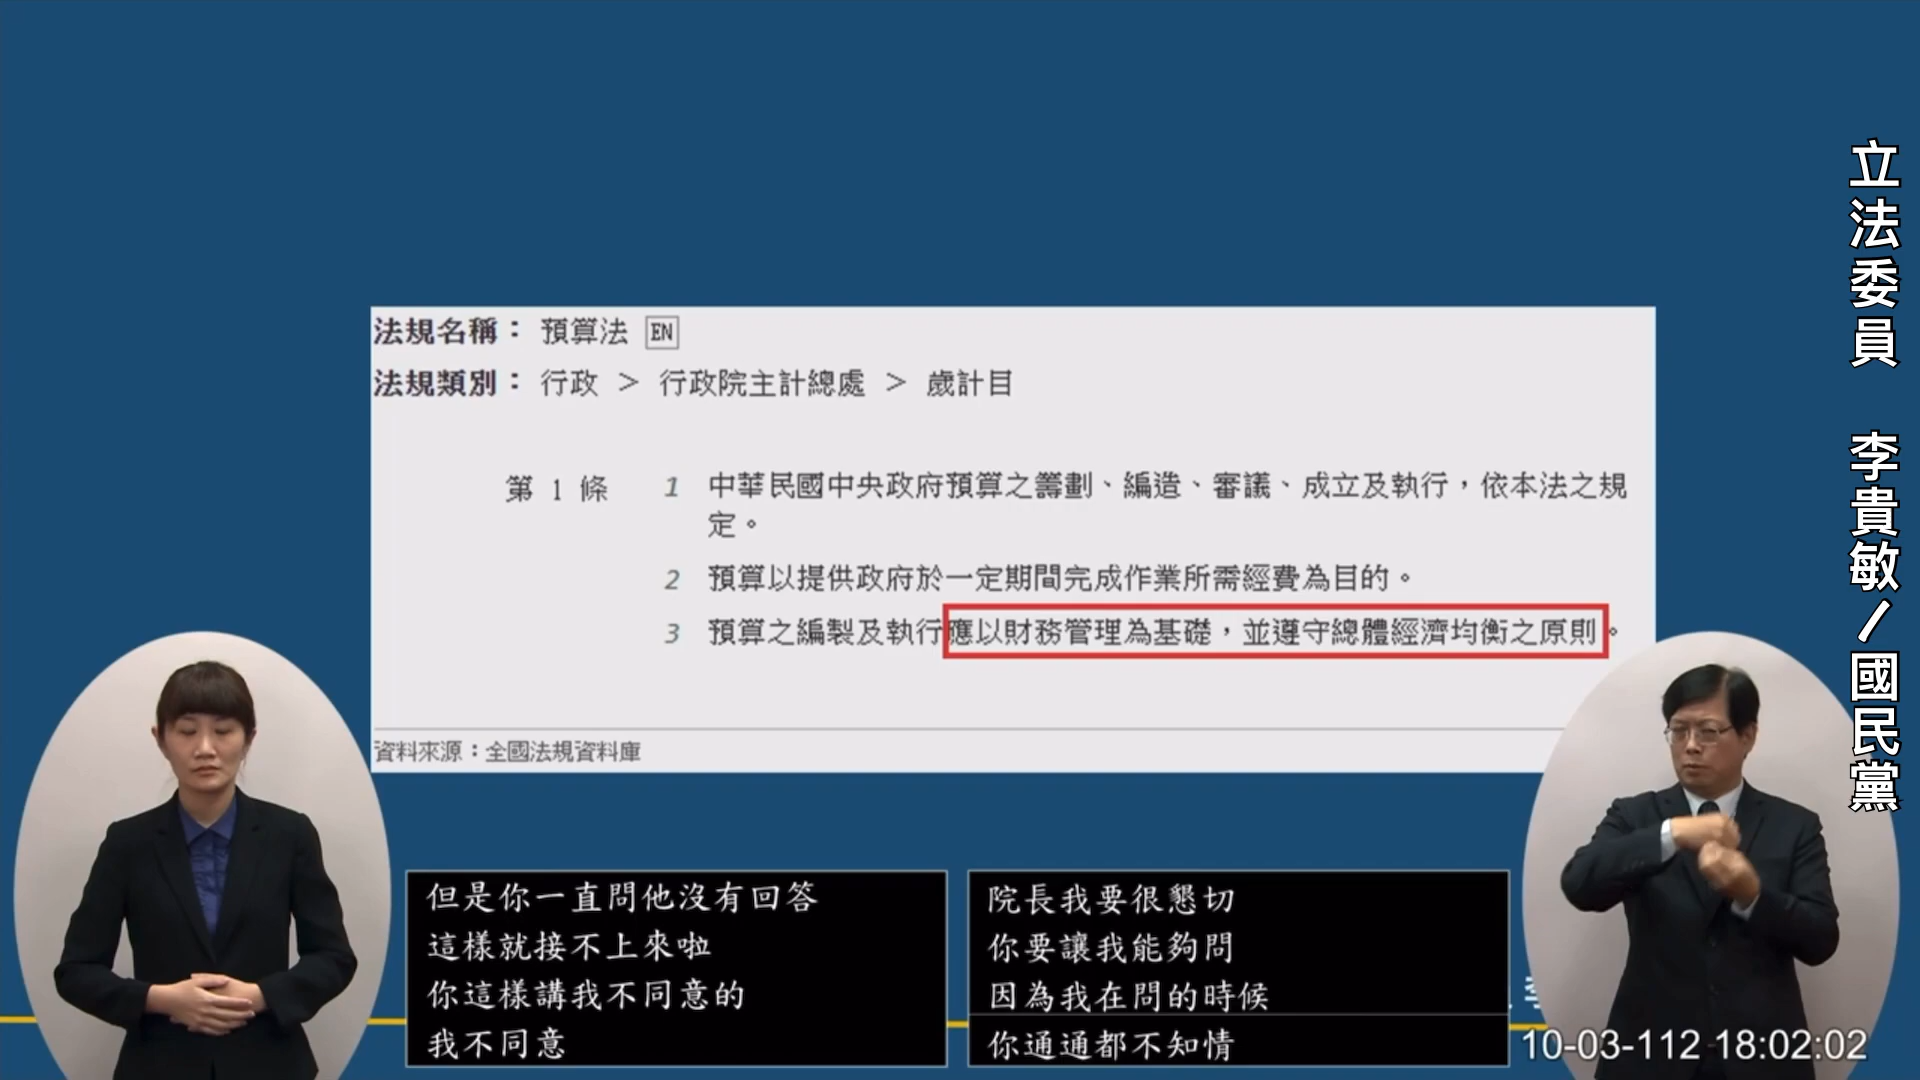 法規名稱： 預算法 EN
法規類別： 行政 > 行政院主計總處 > 歲計目
第 1 條 1 中華民國中央政府預算之籌劃、編造、審議、成立及執行，依本法之規
定。
2 預算以提供政府於一定期間完成作業所需經費為目的。
3 預算之編製及執行應以財務管理為基礎，並遵守總體經濟均衡之原則。
資料來源：全國法規資料庫
立法委員 李貴敏/國民黨
但是你一直問他沒有回答
這樣就接不上來啦
你這樣講我不同意的
我不同意
院長我要很懇切
你要讓我能夠問
因為我在問的時候
你通通都不知情
10-03-112 18:02:02